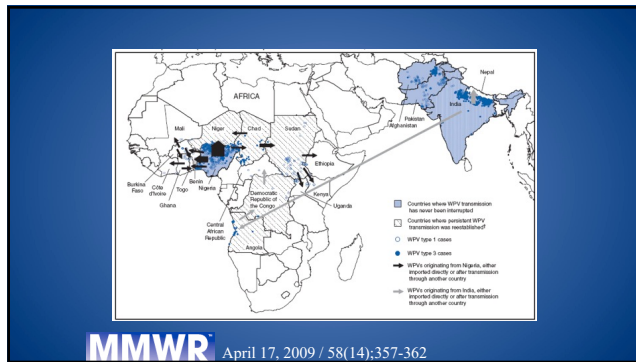 AFRICA
Nepal
India
Pakistan
Afghanistan
Mali
Niger
Chad
Sudan
Ethiopia
Burkina
Faso
Côte
d'Ivoire
Ghana
Togo
Benin
Nigeria
Central
African
Republic
Democratic
Republic of
the Congo
Kenya
Uganda
Angola
Countries where WPV transmission
has never been interrupted
Countries where persistent WPV
transmission was reestablished†
WPV type 1 cases
WPV type 3 cases
WPVs originating from Nigeria, either
imported directly or after transmission
through another country
WPVs originating from India, either
imported directly or after transmission
through another country
MMWR™ April 17, 2009 / 58(14);357-362